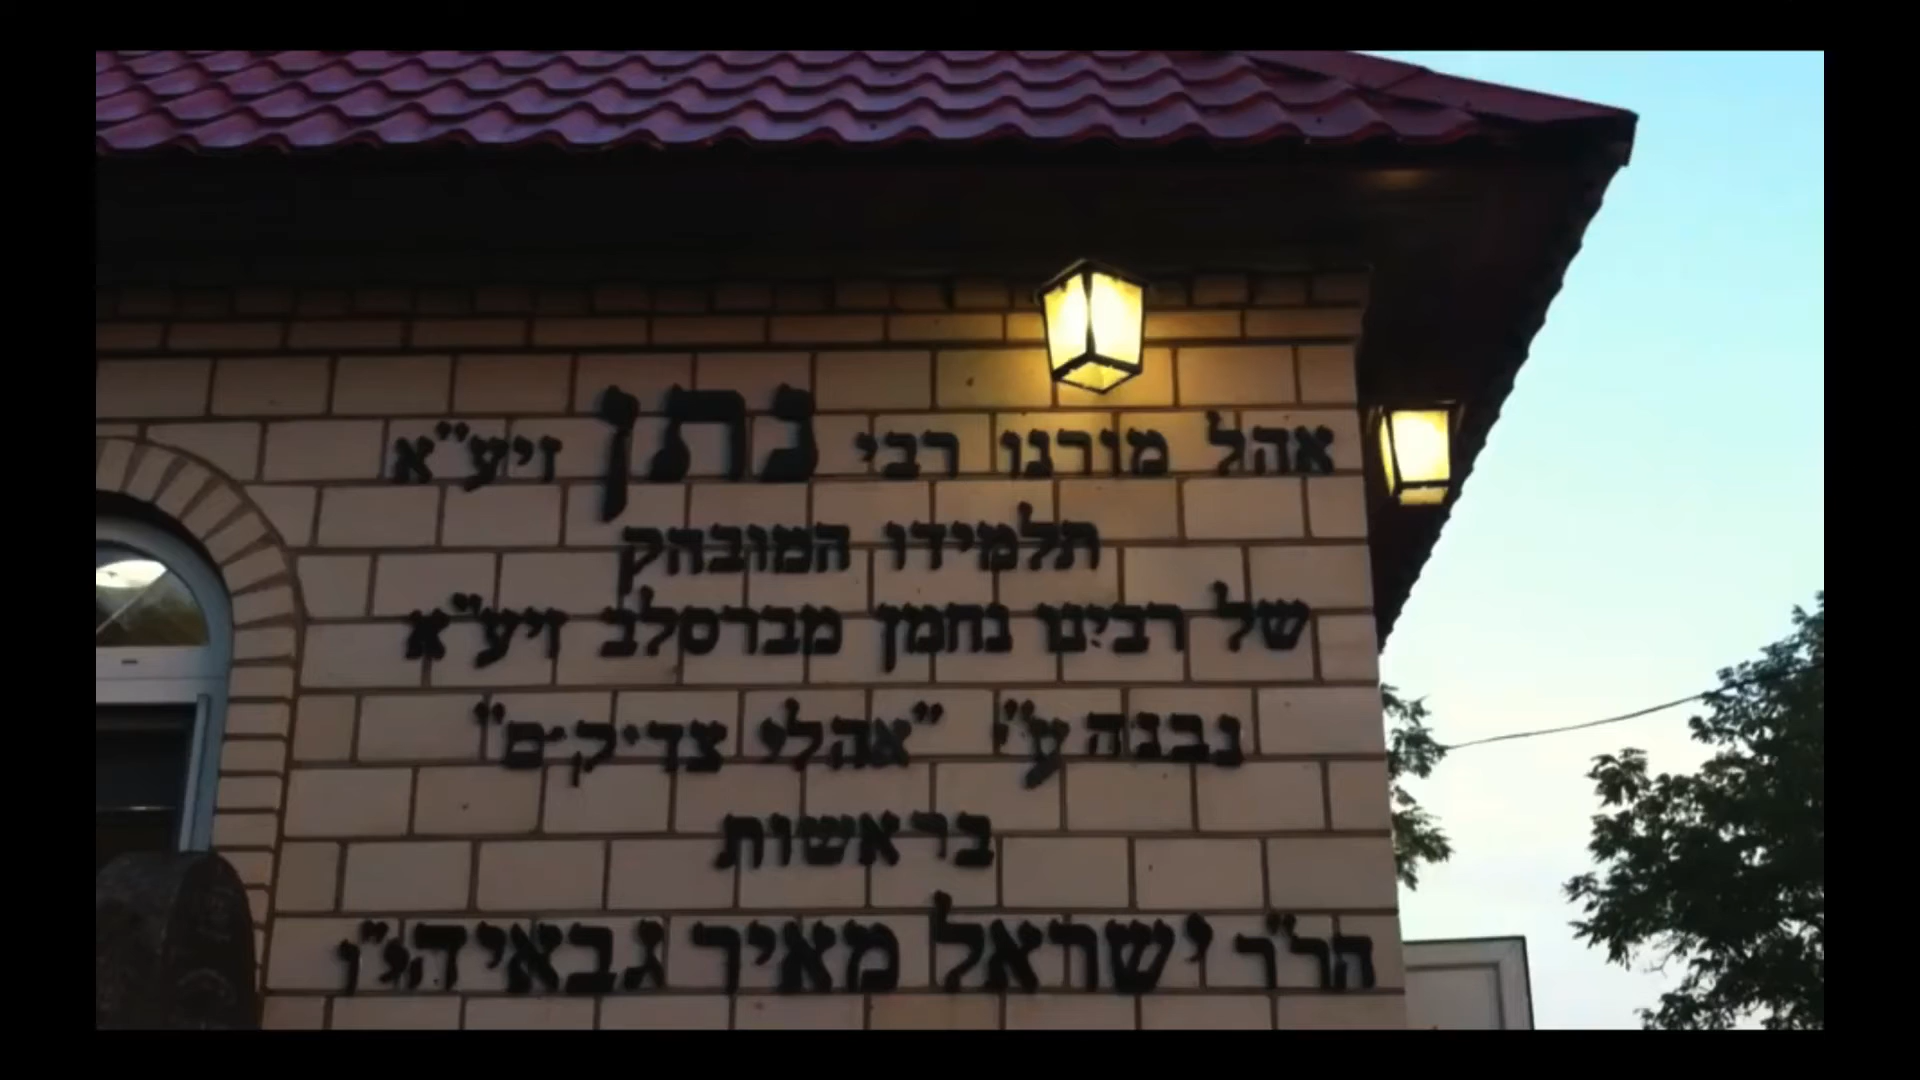 אהל מורנו רבי נתן זיע"א
תלמידו המובהק
של רבינו נחמן מברסלב זיע"א
נבנה ע"י "אהלי צדיקים"
בראשות
הר"ר ישראל מאיר גבאי הי"ו